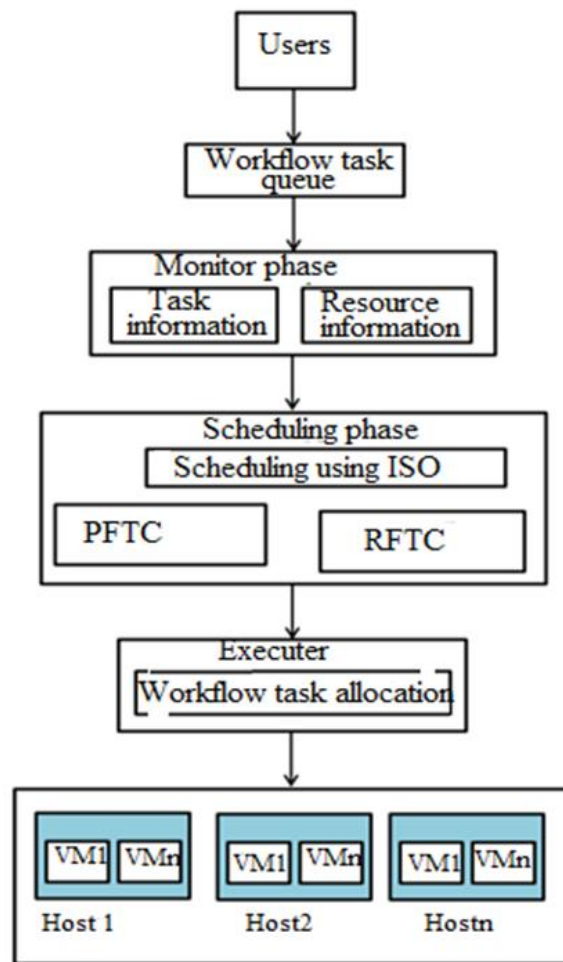 Users
Workflow task
queue
Monitor phase
Task
information
Resource
information
Scheduling phase
Scheduling using ISO
PFTC
RFTC
Executer
Workflow task allocation
VM1
VMn
VM1
VMn
VM1
VMn
Host 1
Host2
Hostn